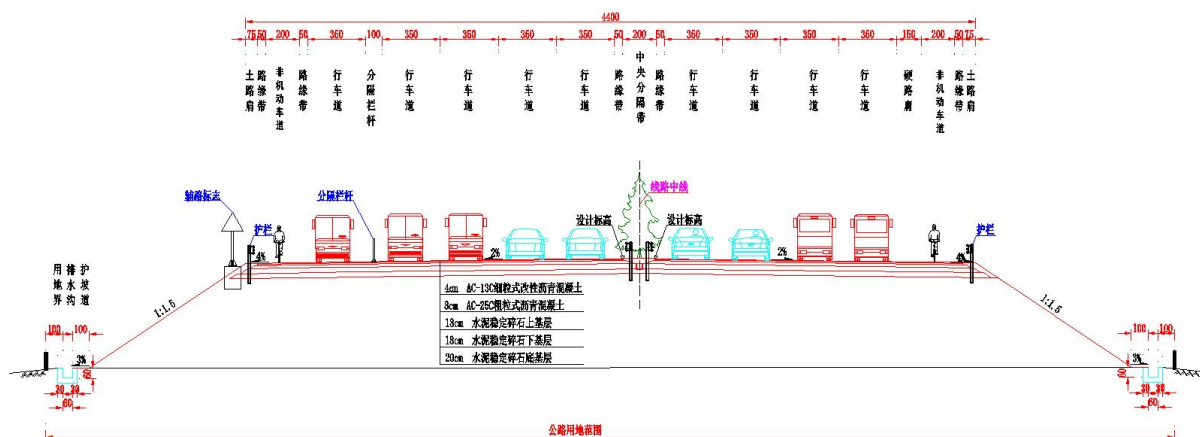 4400
75 50 200 50 360 100 350 350 350 50 200 50 350 350 350 360 150 200 50 75
土路肩
路缘带
非机动车道
路缘带
行车道
分隔栏杆
行车道
行车道
行车道
路缘带
中央分隔带
路缘带
行车道
行车道
行车道
行车道
硬路肩
非机动车道
路缘带
土路肩
辅路标志
护栏
分隔栏杆
设计标高
线路中线
设计标高
护栏
4%
2%
2%
4%
用地界
排水沟
护坡道
1:1.5
1:1.5
4cm AC-13C细粒式改性沥青混凝土
8cm AC-25C粗粒式沥青混凝土
18cm 水泥稳定碎石上基层
18cm 水泥稳定碎石下基层
20cm 水泥稳定碎石底基层
100 100
3%
60
30 30
60
100 100
3%
60
30 30
60
公路用地范围